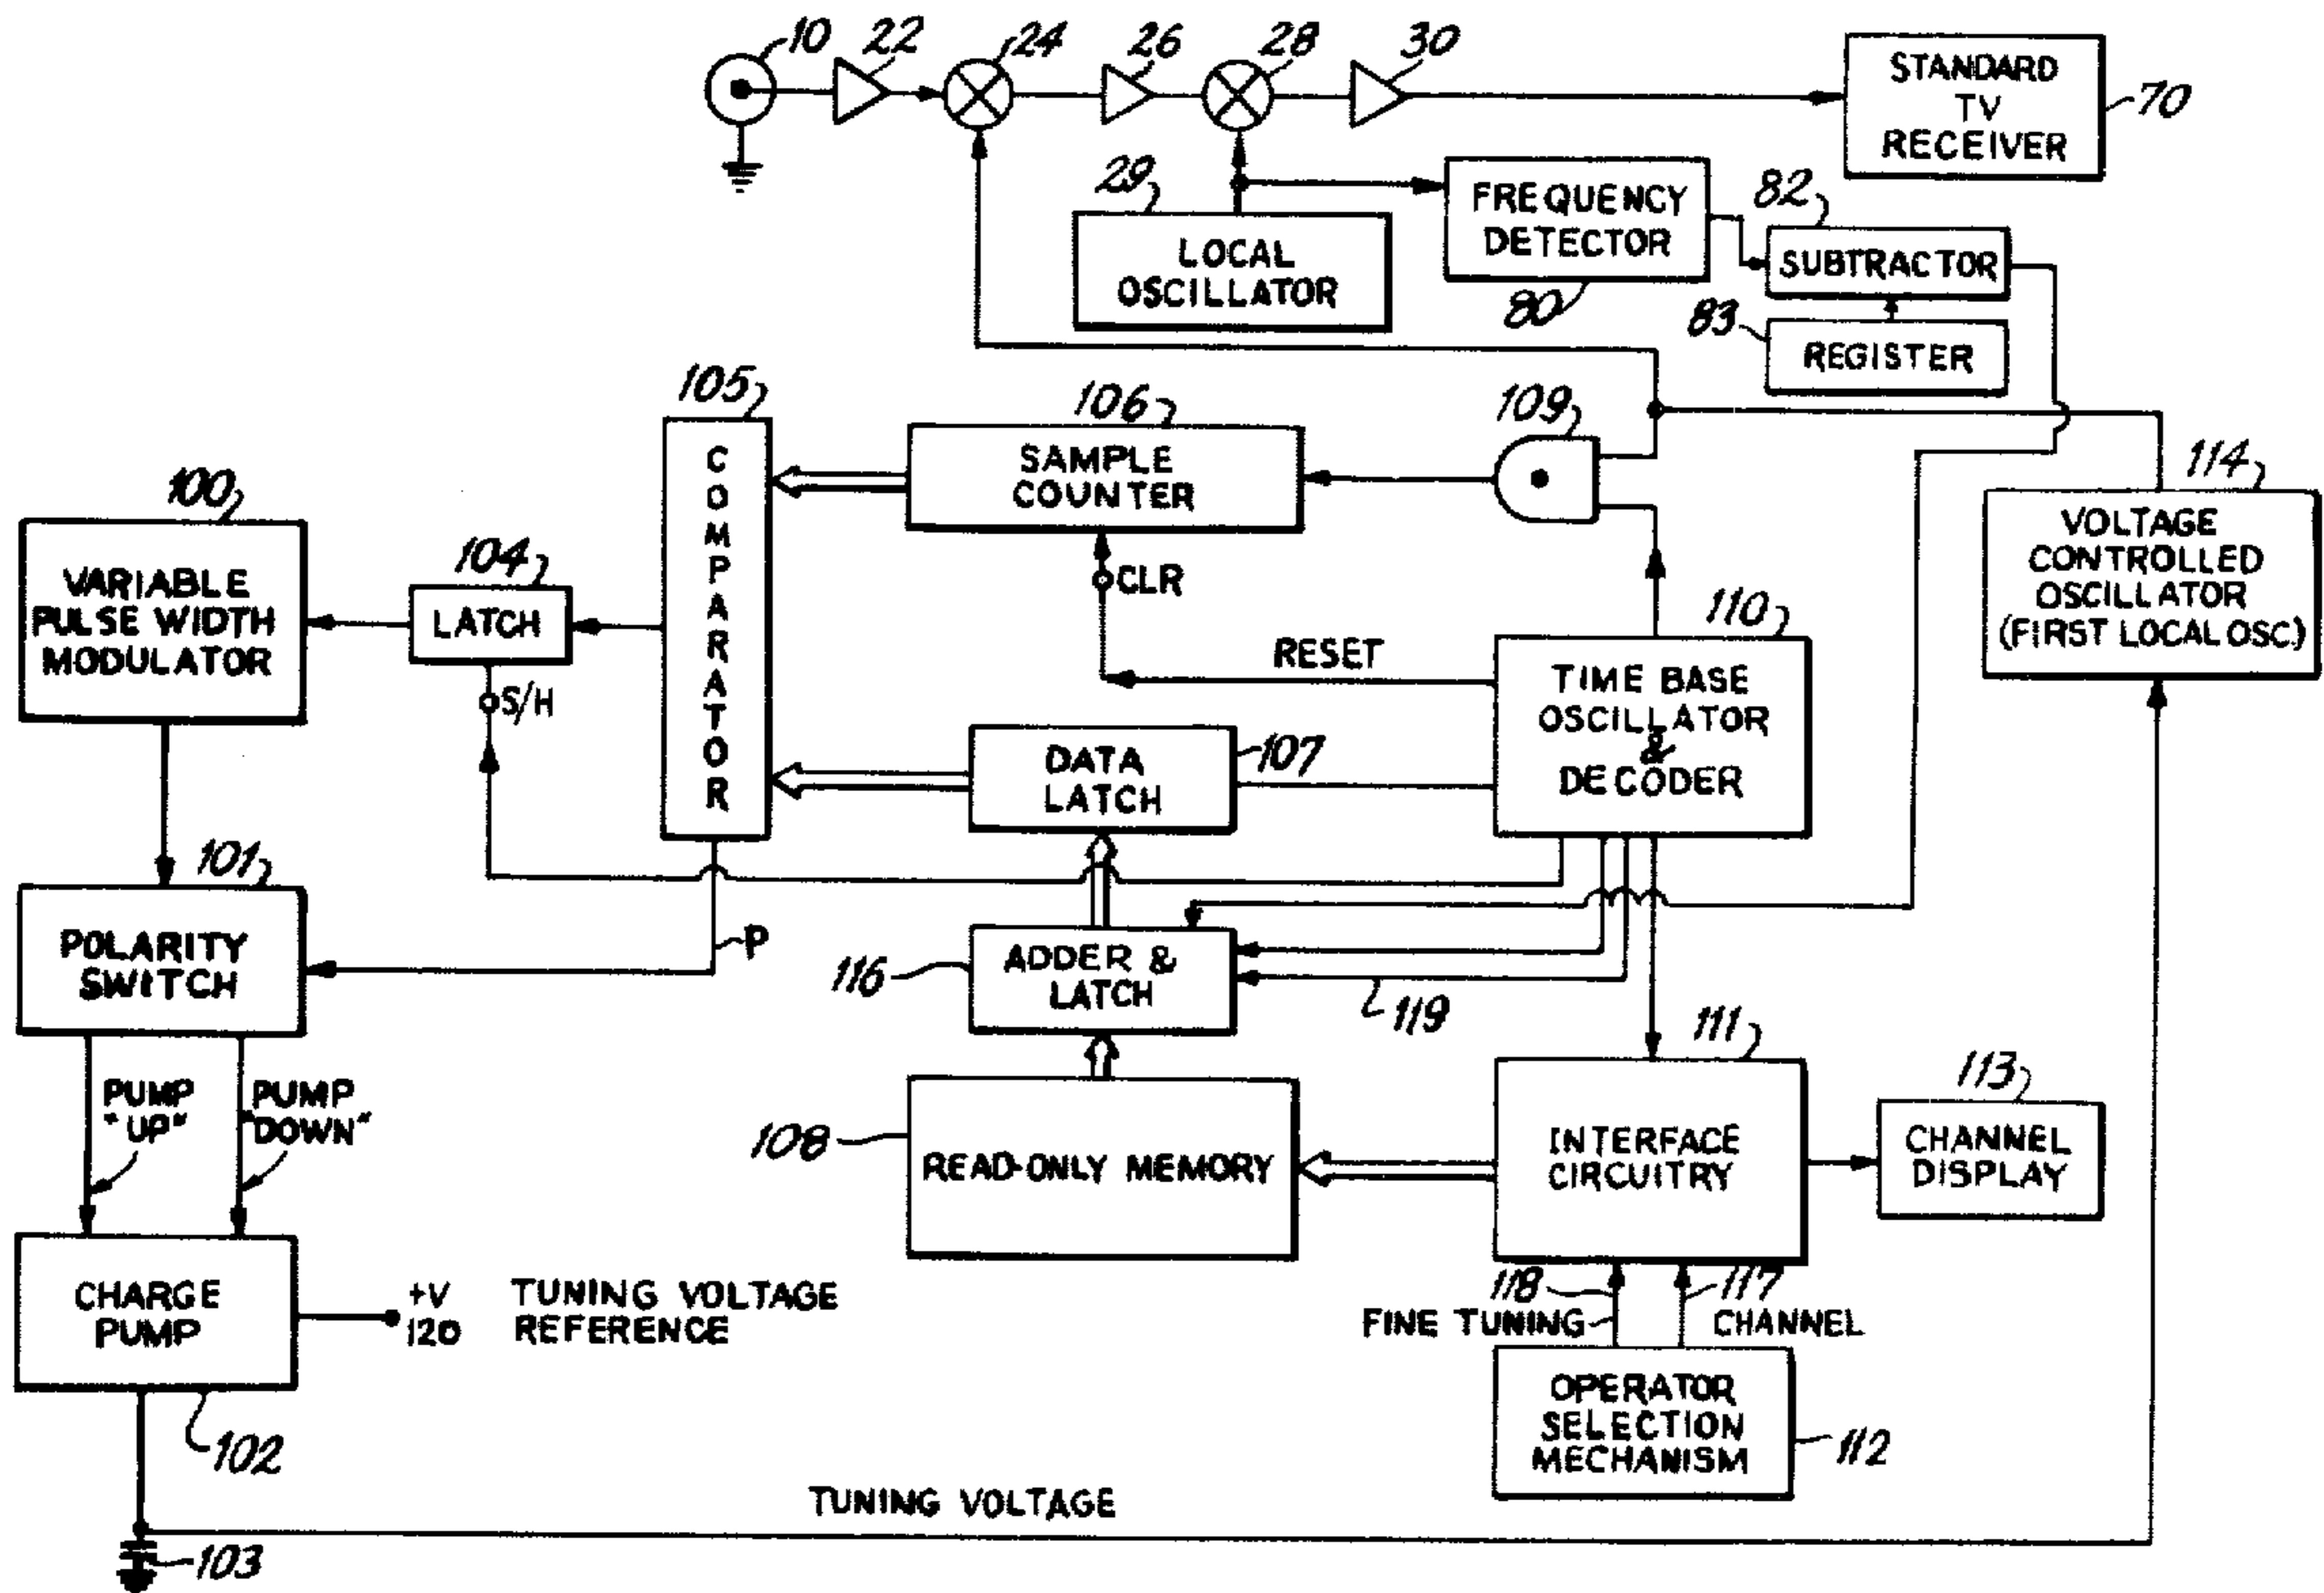 10
22
24
26
28
30
STANDARD
TV
RECEIVER
70
29
LOCAL
OSCILLATOR
FREQUENCY
DETECTOR
80
82
SUBTRACTOR
83
REGISTER
105
COMPARATOR
106
SAMPLE
COUNTER
109
114
VOLTAGE
CONTROLLED
OSCILLATOR
(FIRST LOCAL OSC.)
100
VARIABLE
PULSE WIDTH
MODULATOR
104
LATCH
S/H
CLR
RESET
110
TIME BASE
OSCILLATOR
&
DECODER
DATA
LATCH
107
101
POLARITY
SWITCH
P
116
ADDER &
LATCH
119
PUMP
"UP"
PUMP
"DOWN"
108
READ-ONLY MEMORY
111
INTERFACE
CIRCUITRY
113
CHANNEL
DISPLAY
CHARGE
PUMP
+V
120
TUNING VOLTAGE
REFERENCE
102
118
FINE TUNING
117
CHANNEL
OPERATOR
SELECTION
MECHANISM
112
TUNING VOLTAGE
103